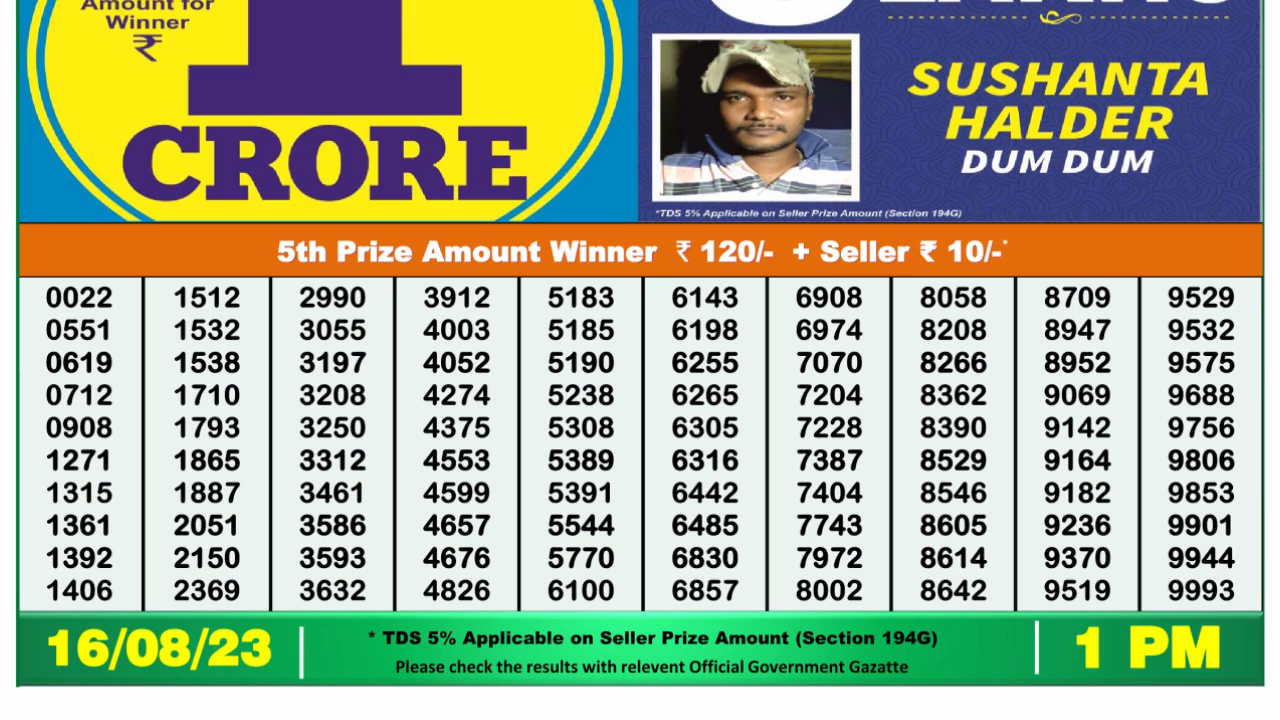 Amount for
Winner
₹
1
CRORE
SUSHANTA
HALDER
DUM DUM
*TDS 5% Applicable on Seller Prize Amount (Section 194G)
5th Prize Amount Winner ₹ 120/- + Seller ₹ 10/-*
0022 1512 2990 3912 5183 6143 6908 8058 8709 9529
0551 1532 3055 4003 5185 6198 6974 8208 8947 9532
0619 1538 3197 4052 5190 6255 7070 8266 8952 9575
0712 1710 3208 4274 5238 6265 7204 8362 9069 9688
0908 1793 3250 4375 5308 6305 7228 8390 9142 9756
1271 1865 3312 4553 5389 6316 7387 8529 9164 9806
1315 1887 3461 4599 5391 6442 7404 8546 9182 9853
1361 2051 3586 4657 5544 6485 7743 8605 9236 9901
1392 2150 3593 4676 5770 6830 7972 8614 9370 9944
1406 2369 3632 4826 6100 6857 8002 8642 9519 9993
16/08/23
* TDS 5% Applicable on Seller Prize Amount (Section 194G)
Please check the results with relevent Official Government Gazatte
1 PM